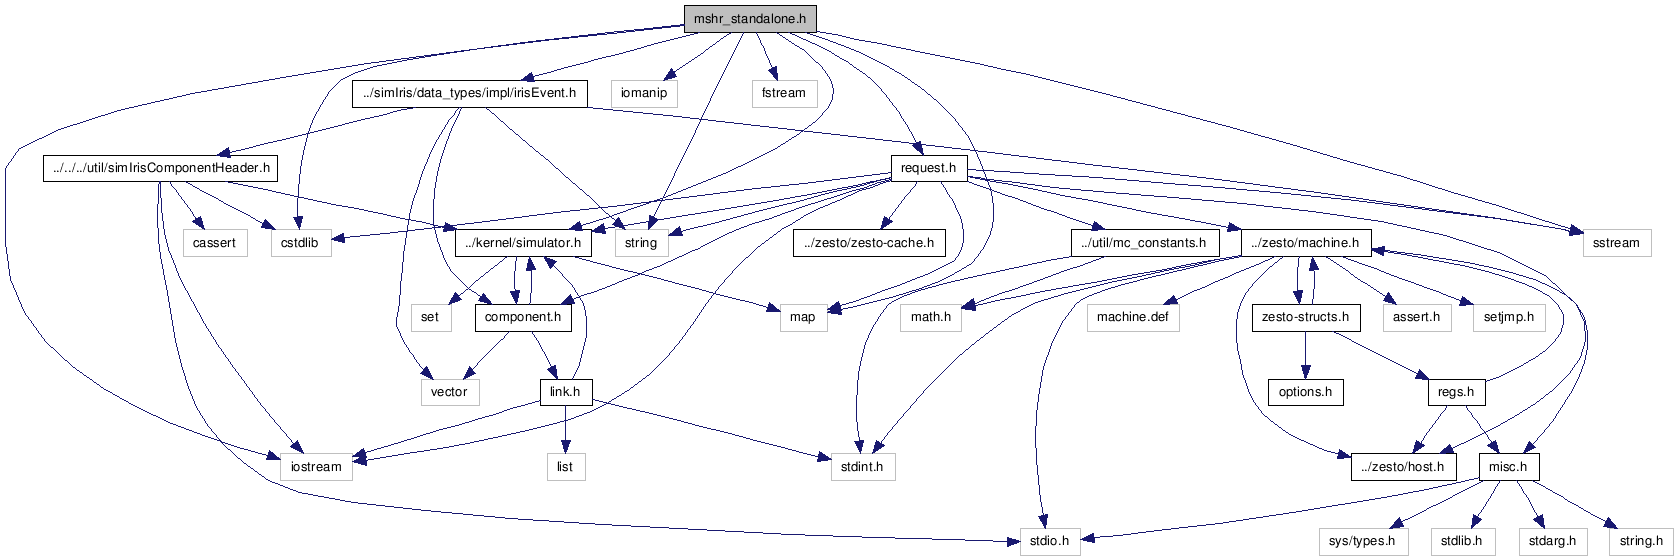 mshr_standalone.h
../simIris/data_types/impl/irisEvent.h
iomanip
fstream
../../../util/simIrisComponentHeader.h
request.h
cassert
cstdlib
../kernel/simulator.h
string
../zesto/zesto-cache.h
../util/mc_constants.h
../zesto/machine.h
sstream
set
component.h
map
math.h
machine.def
zesto-structs.h
assert.h
setjmp.h
vector
link.h
options.h
regs.h
iostream
list
stdint.h
../zesto/host.h
misc.h
stdio.h
sys/types.h
stdlib.h
stdarg.h
string.h